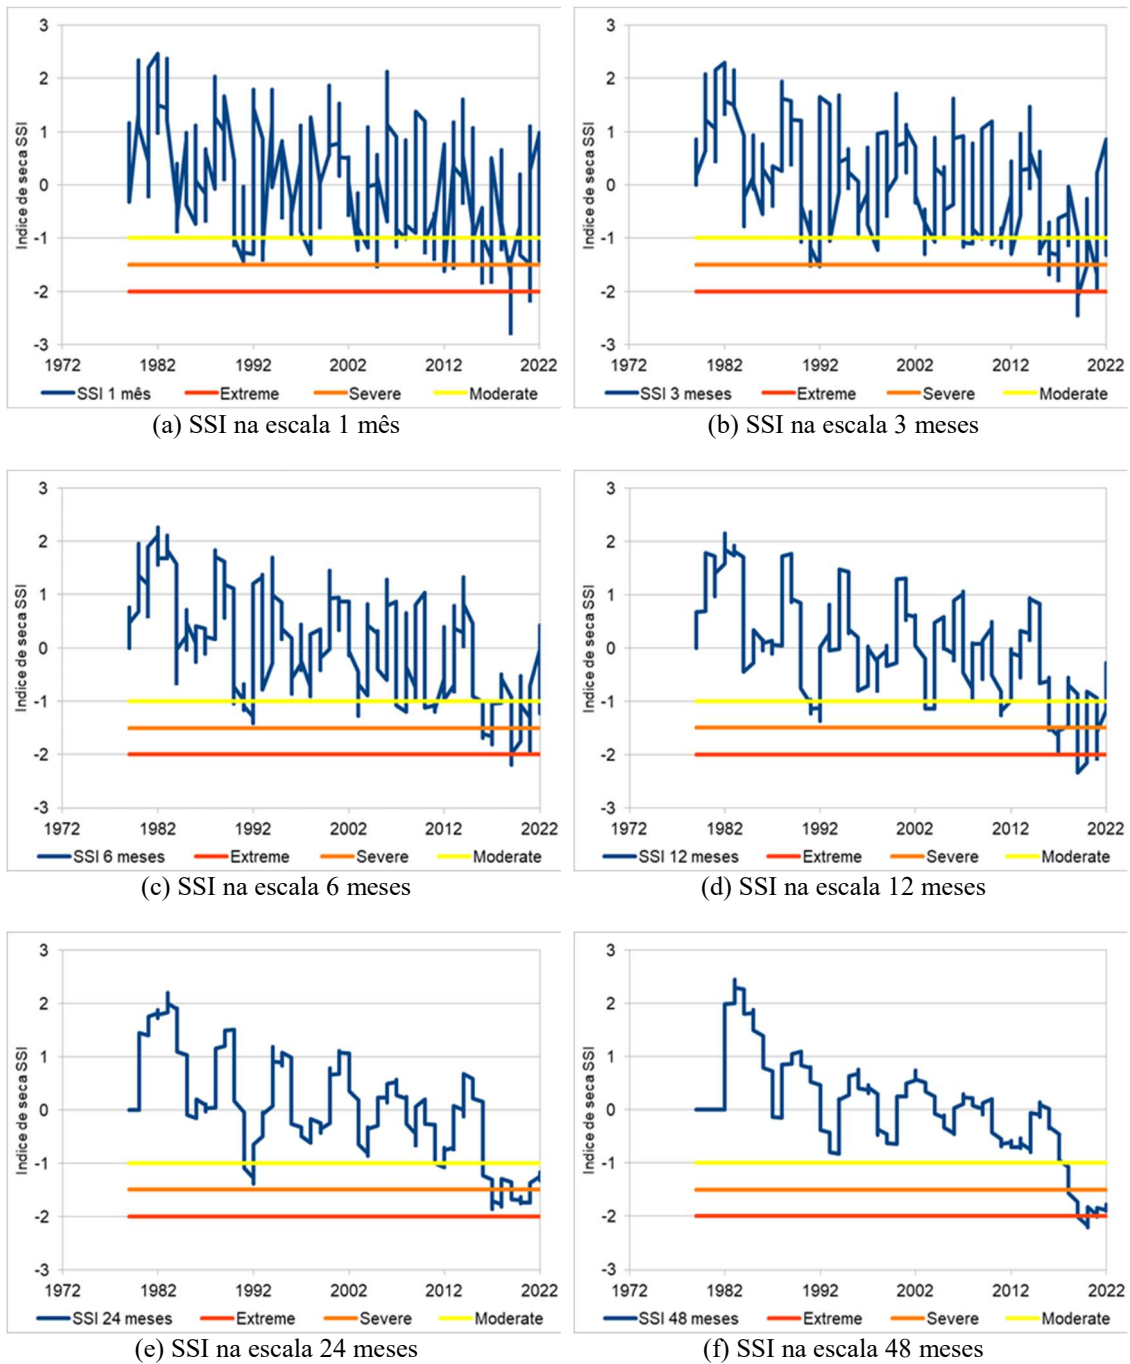 3
2
1
0
-1
-2
-3
Indice de seca SSI
1972 1982 1992 2002 2012 2022
SSI 1 mês Extreme Severe Moderate
(a) SSI na escala 1 mês
3
2
1
0
-1
-2
-3
Indice de seca SSI
1972 1982 1992 2002 2012 2022
SSI 3 meses Extreme Severe Moderate
(b) SSI na escala 3 meses
3
2
1
0
-1
-2
-3
Indice de seca SSI
1972 1982 1992 2002 2012 2022
SSI 6 meses Extreme Severe Moderate
(c) SSI na escala 6 meses
3
2
1
0
-1
-2
-3
Indice de seca SSI
1972 1982 1992 2002 2012 2022
SSI 12 meses Extreme Severe Moderate
(d) SSI na escala 12 meses
3
2
1
0
-1
-2
-3
Indice de seca SSI
1972 1982 1992 2002 2012 2022
SSI 24 meses Extreme Severe Moderate
(e) SSI na escala 24 meses
3
2
1
0
-1
-2
-3
Indice de seca SSI
1972 1982 1992 2002 2012 2022
SSI 48 meses Extreme Severe Moderate
(f) SSI na escala 48 meses